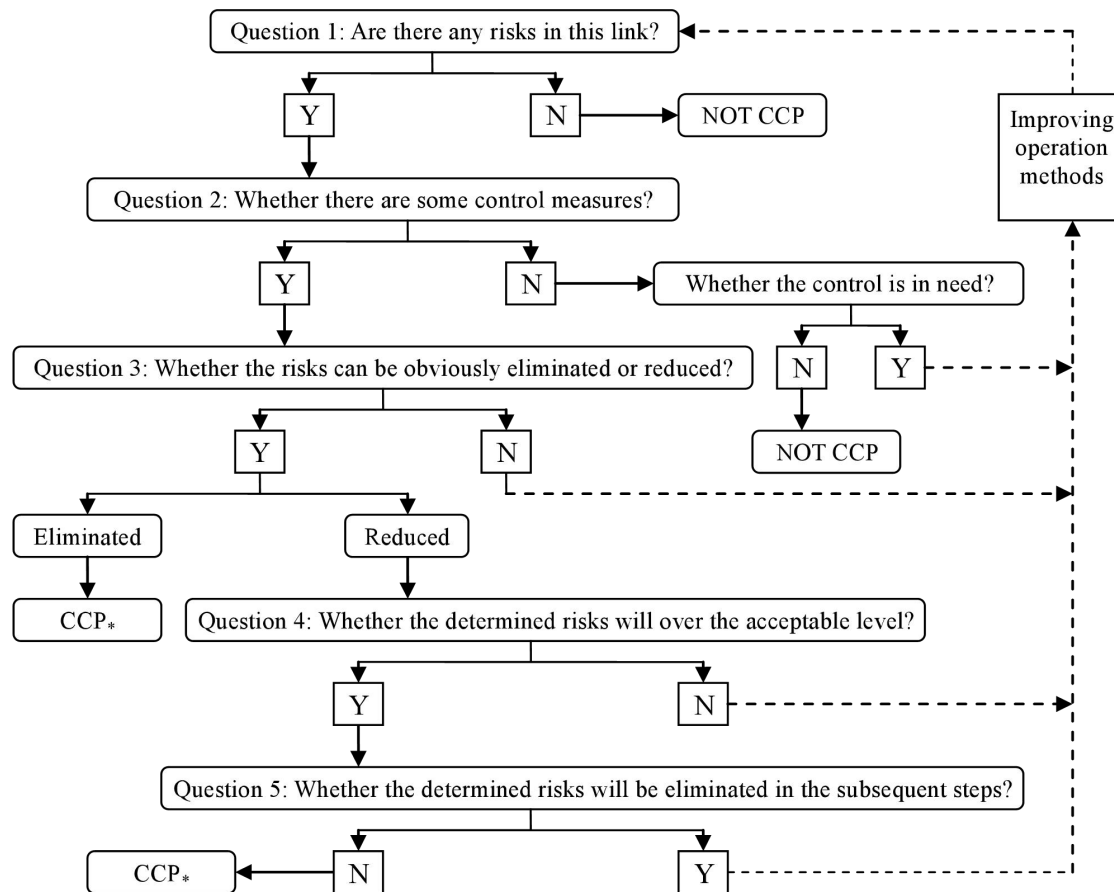 Question 1: Are there any risks in this link?
Y
N
NOT CCP
Improving
operation
methods
Question 2: Whether there are some control measures?
Y
N
Whether the control is in need?
N
Y
NOT CCP
Question 3: Whether the risks can be obviously eliminated or reduced?
Y
N
Eliminated
Reduced
CCP*
Question 4: Whether the determined risks will over the acceptable level?
Y
N
Question 5: Whether the determined risks will be eliminated in the subsequent steps?
CCP*
N
Y